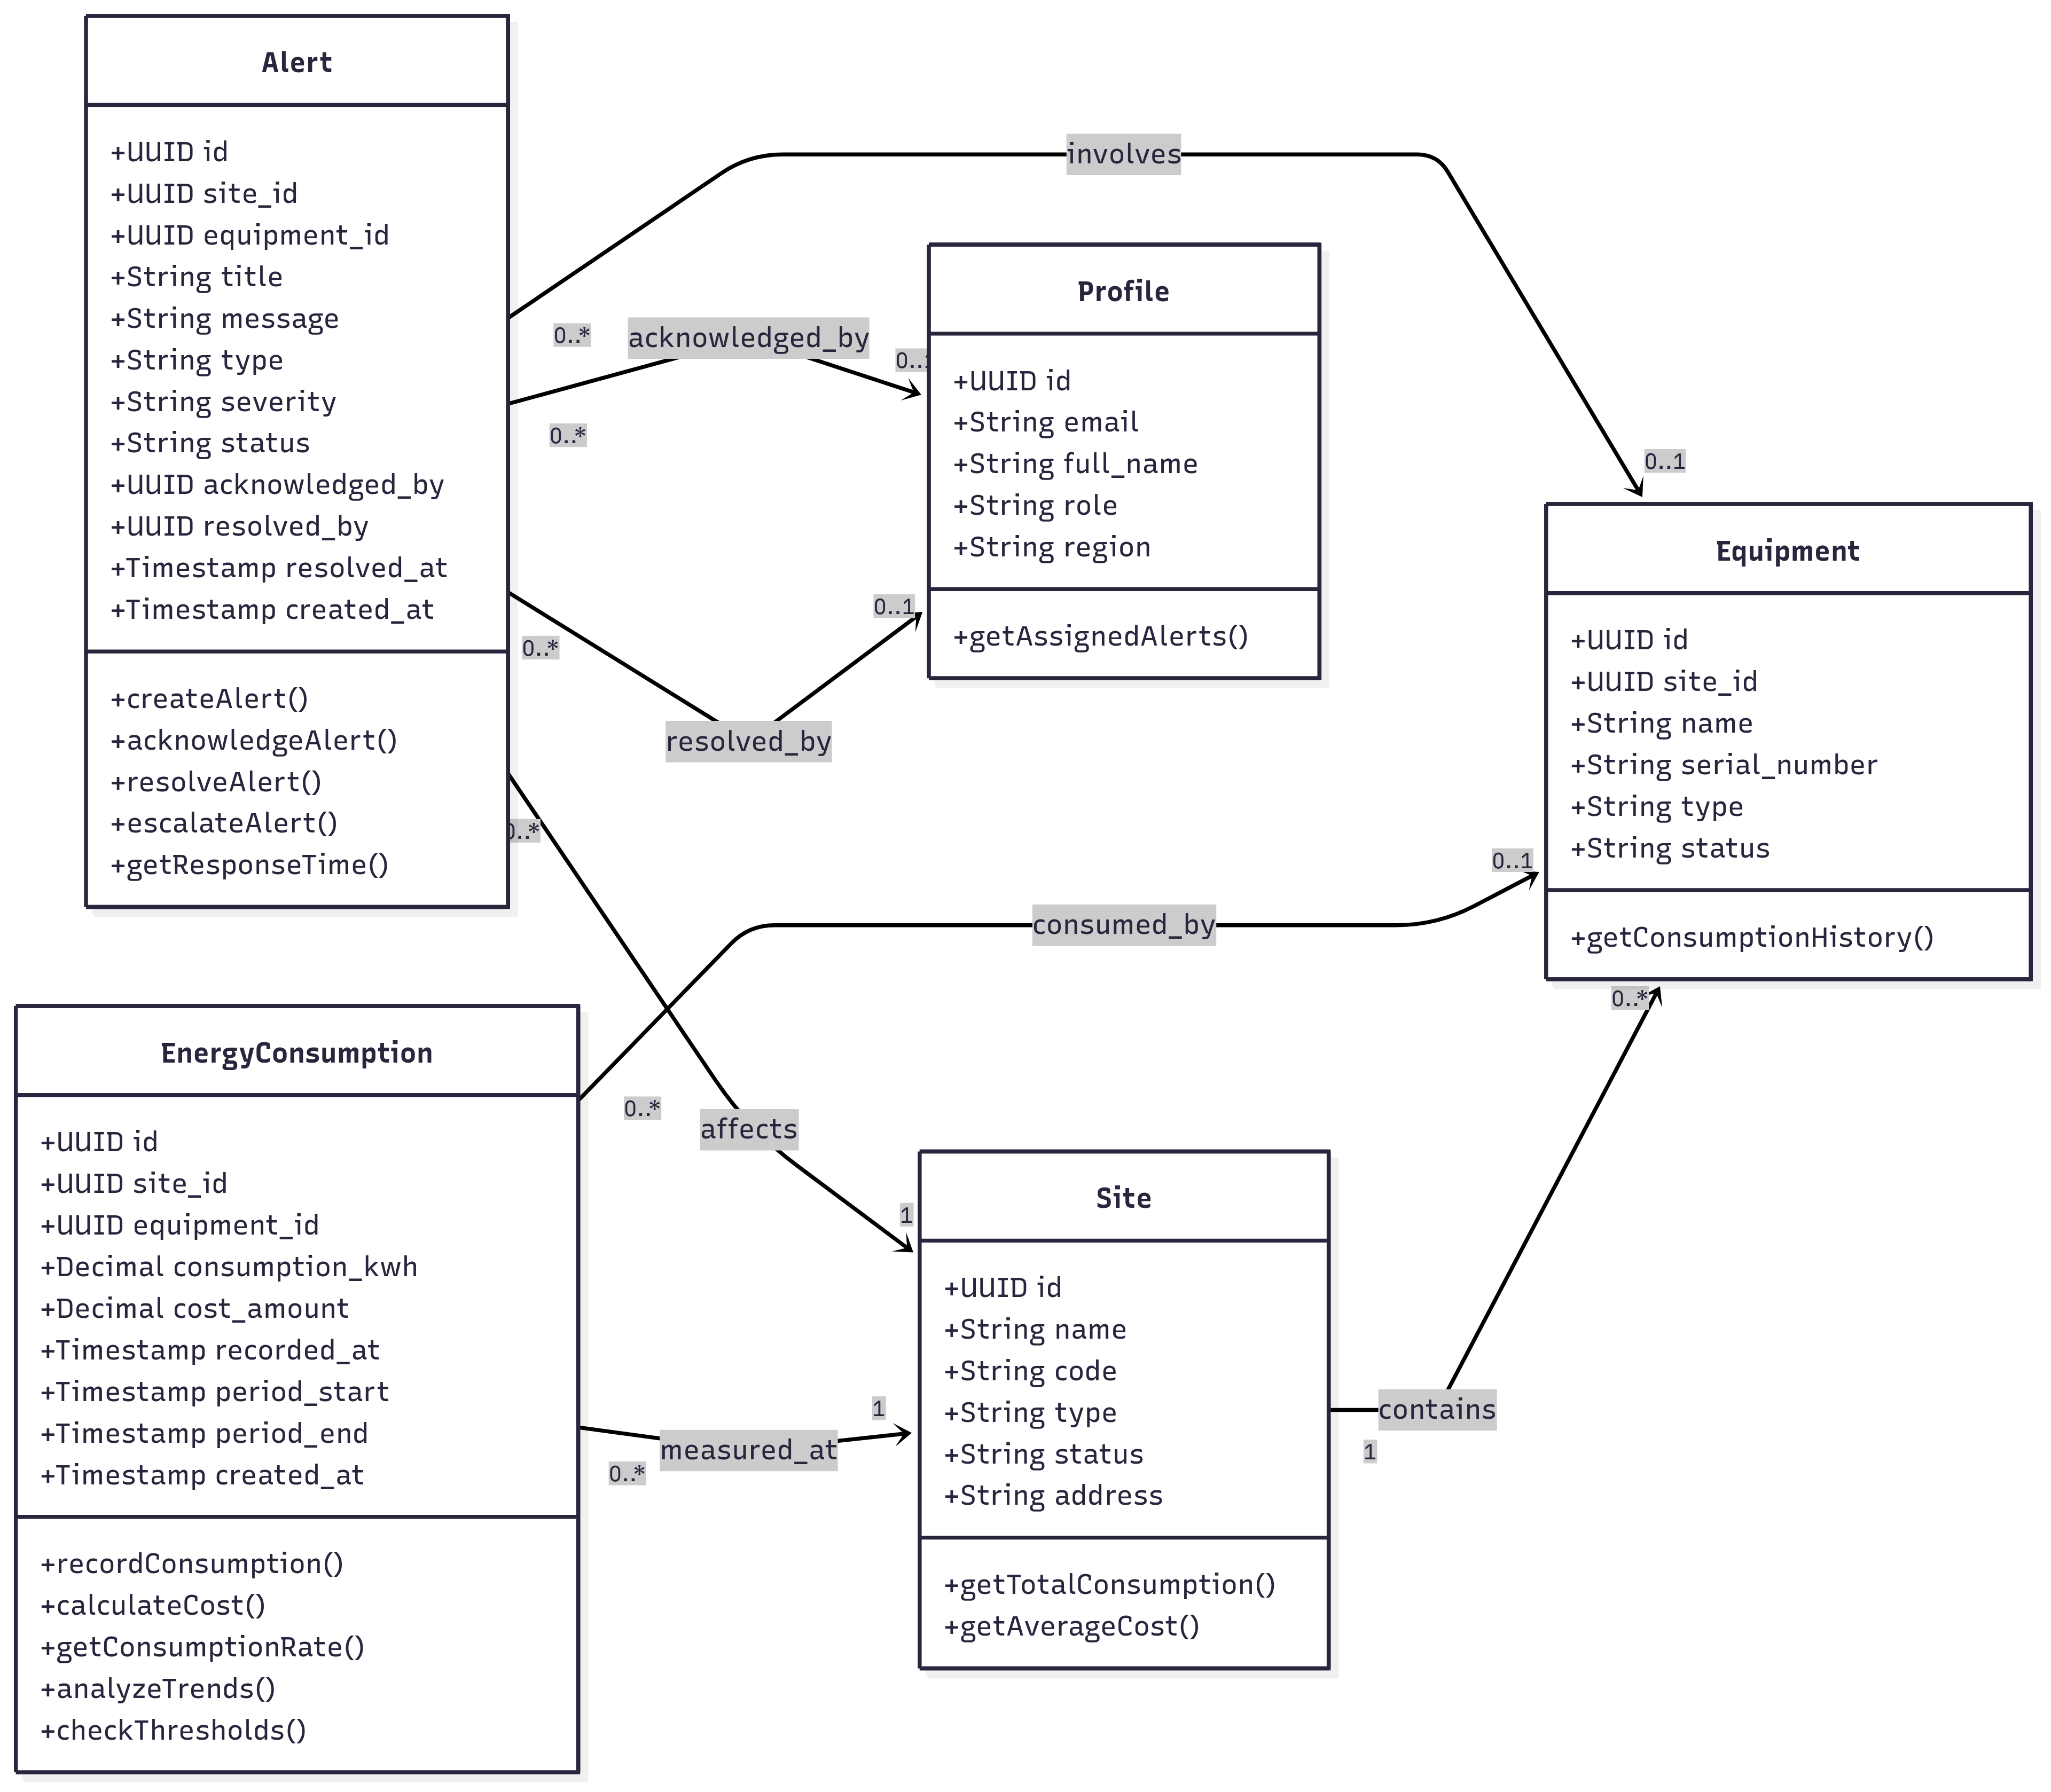 Alert
+UUID id
+UUID site_id
+UUID equipment_id
+String title
+String message
+String type
+String severity
+String status
+UUID acknowledged_by
+UUID resolved_by
+Timestamp resolved_at
+Timestamp created_at
+createAlert()
+acknowledgeAlert()
+resolveAlert()
+escalateAlert()
+getResponseTime()
involves
0..*
0..1
acknowledged_by
0..*
0..1
resolved_by
0..*
0..1
affects
0..*
1
Profile
+UUID id
+String email
+String full_name
+String role
+String region
+getAssignedAlerts()
Equipment
+UUID id
+UUID site_id
+String name
+String serial_number
+String type
+String status
+getConsumptionHistory()
consumed_by
0..*
0..1
EnergyConsumption
+UUID id
+UUID site_id
+UUID equipment_id
+Decimal consumption_kwh
+Decimal cost_amount
+Timestamp recorded_at
+Timestamp period_start
+Timestamp period_end
+Timestamp created_at
+recordConsumption()
+calculateCost()
+getConsumptionRate()
+analyzeTrends()
+checkThresholds()
measured_at
0..*
1
Site
+UUID id
+String name
+String code
+String type
+String status
+String address
+getTotalConsumption()
+getAverageCost()
contains
1
0..*